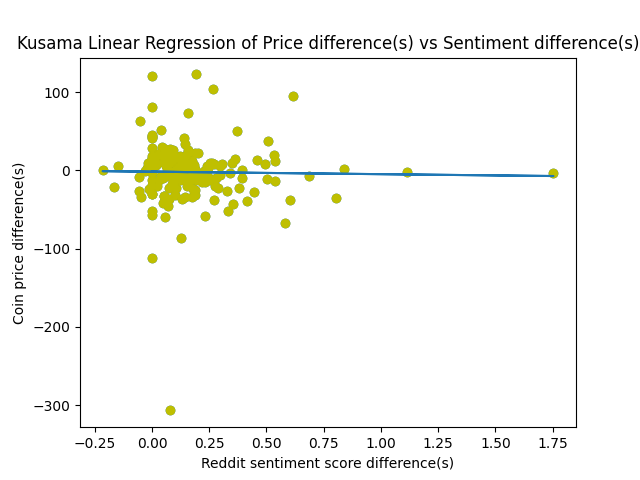 Kusama Linear Regression of Price difference(s) vs Sentiment difference(s)
100
0
−100
−200
−300
Coin price difference(s)
−0.25 0.00 0.25 0.50 0.75 1.00 1.25 1.50 1.75
Reddit sentiment score difference(s)